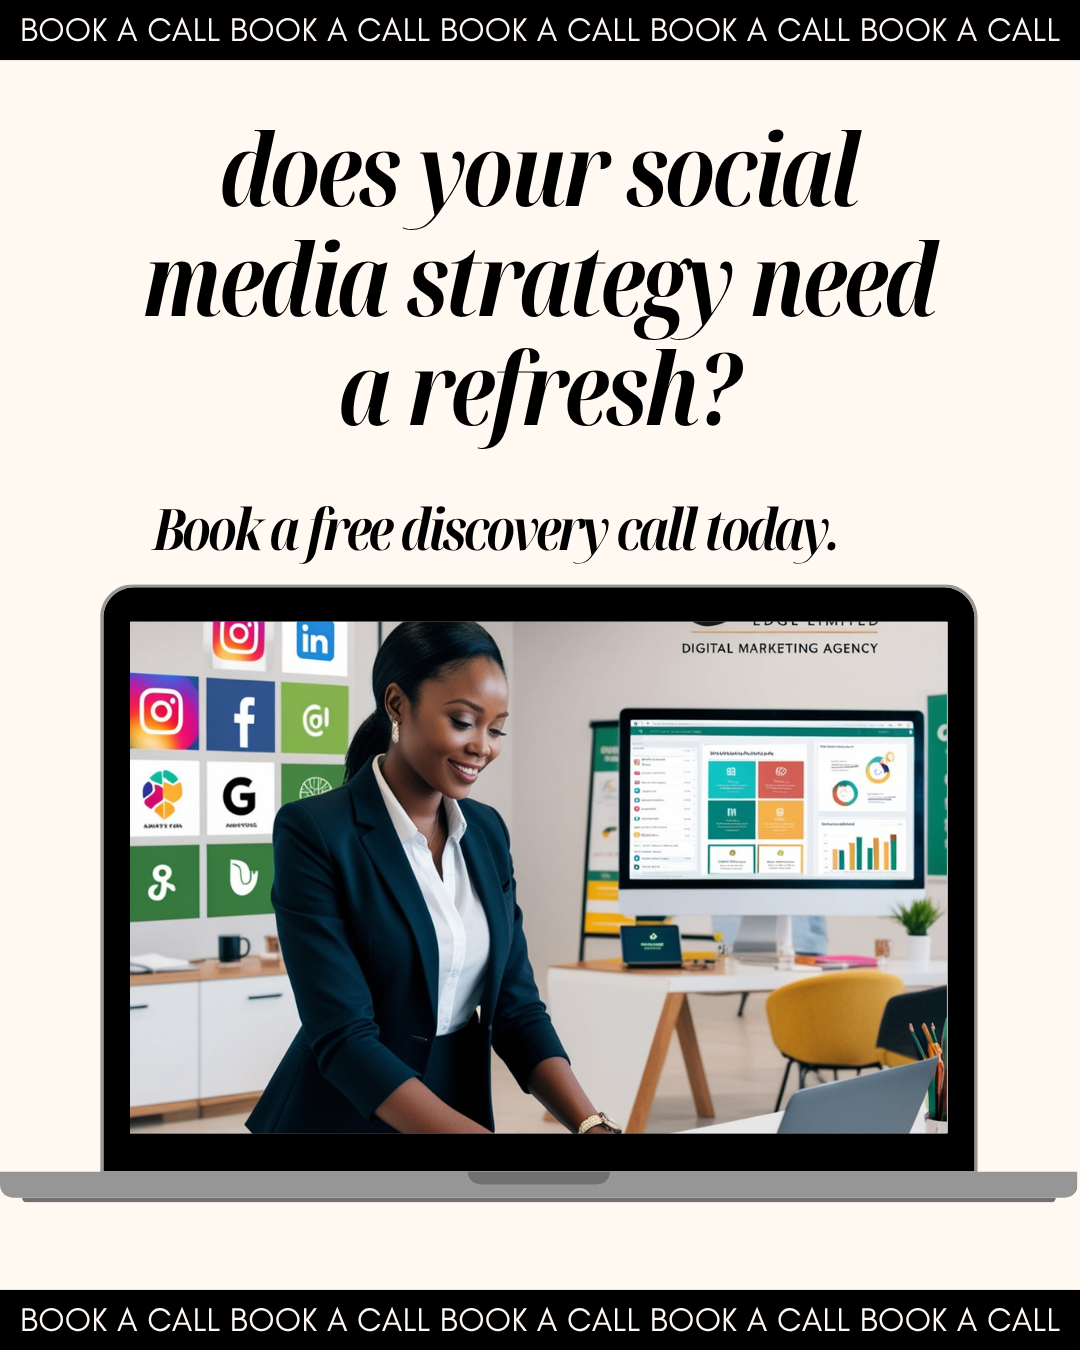 BOOK A CALL BOOK A CALL BOOK A CALL BOOK A CALL BOOK A CALL
does your social
media strategy need
a refresh?
Book a free discovery call today.
EDGE LIMITED
DIGITAL MARKETING AGENCY
in
f
G
BOOK A CALL BOOK A CALL BOOK A CALL BOOK A CALL BOOK A CALL